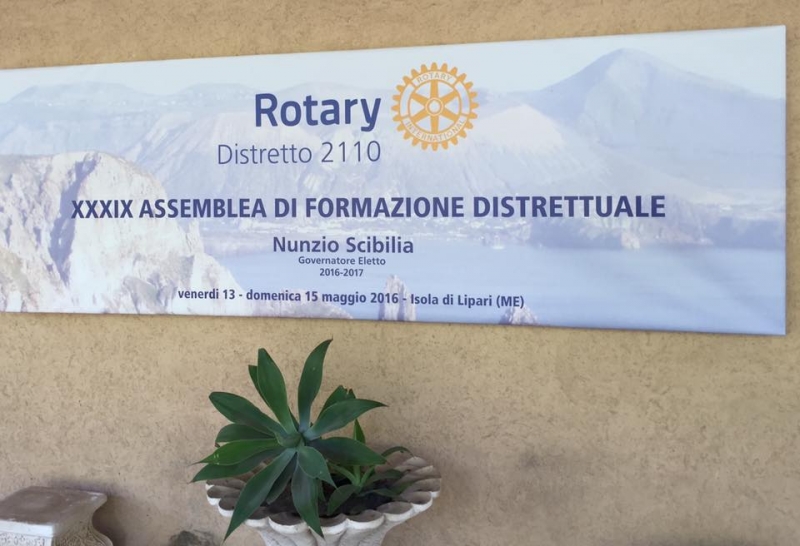 Rotary
ROTARY
INTERNATIONAL
Distretto 2110
XXXIX ASSEMBLEA DI FORMAZIONE DISTRETTUALE
Nunzio Scibilia
Governatore Eletto
2016-2017
venerdi 13 - domenica 15 maggio 2016 - Isola di Lipari (ME)